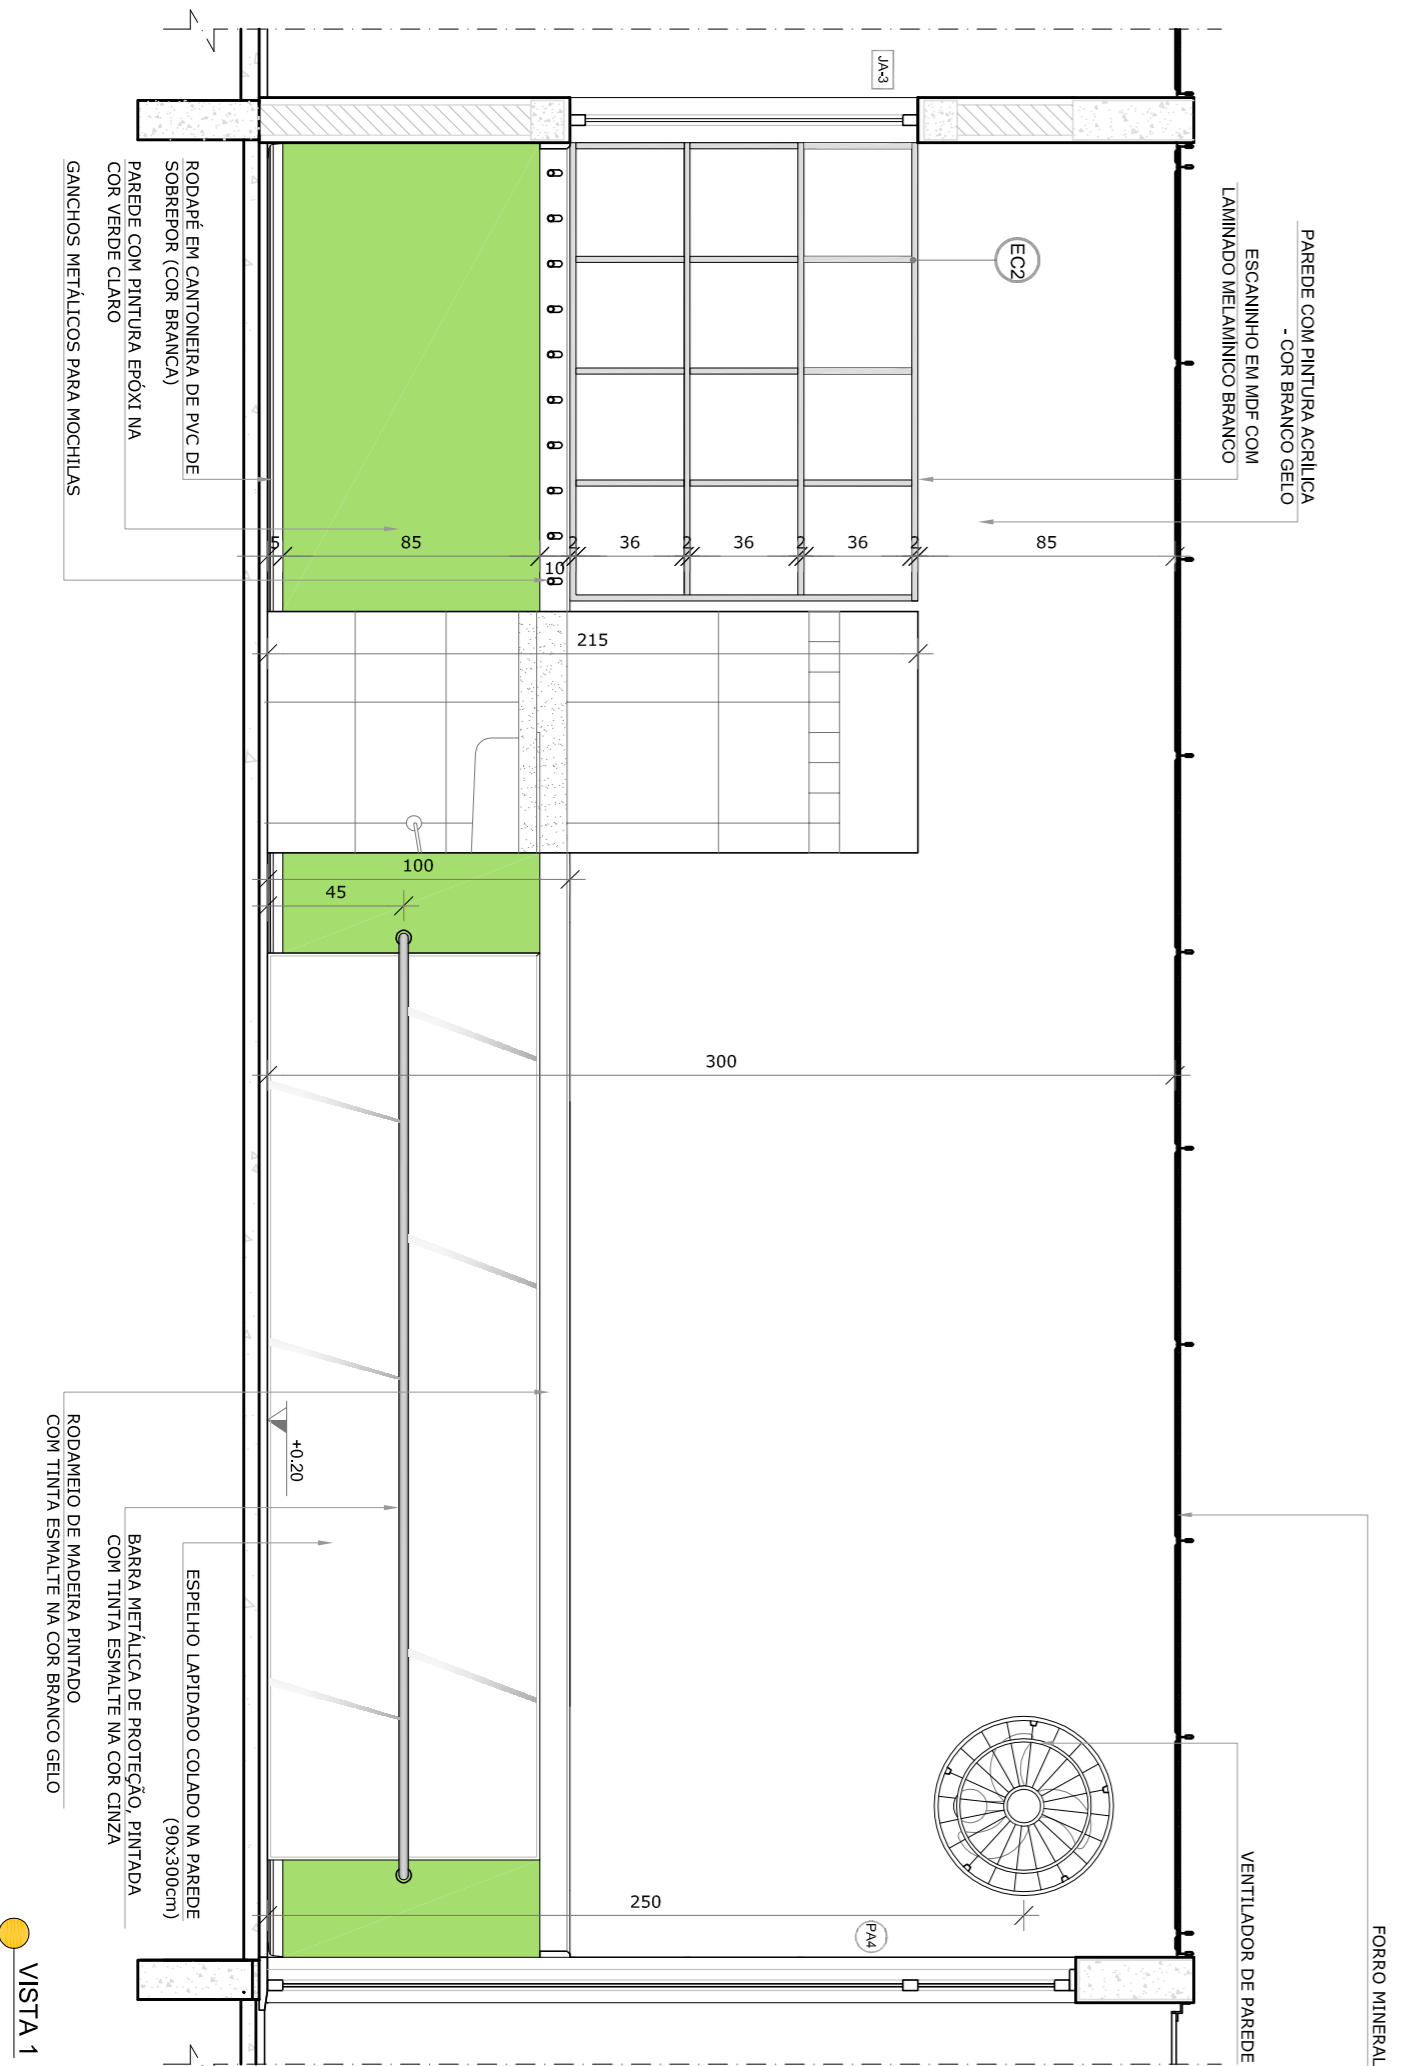 FORRO MINERAL
VENTILADOR DE PAREDE
PAREDE COM PINTURA ACRÍLICA
- COR BRANCO GELO
ESCANINHO EM MDF COM
LAMINADO MELAMÍNICO BRANCO
JA-3
EC2
PA4
5
85
10
2
36
2
36
2
36
2
85
215
100
45
300
250
+0.20
RODAPÉ EM CANTONEIRA DE PVC DE
SOBREPOR (COR BRANCA)
PAREDE COM PINTURA EPÓXI NA
COR VERDE CLARO
GANCHOS METÁLICOS PARA MOCHILAS
ESPELHO LAPIDADO COLADO NA PAREDE
(90x300cm)
BARRA METÁLICA DE PROTEÇÃO, PINTADA
COM TINTA ESMALTE NA COR CINZA
RODAMEIO DE MADEIRA PINTADO
COM TINTA ESMALTE NA COR BRANCO GELO
VISTA 1